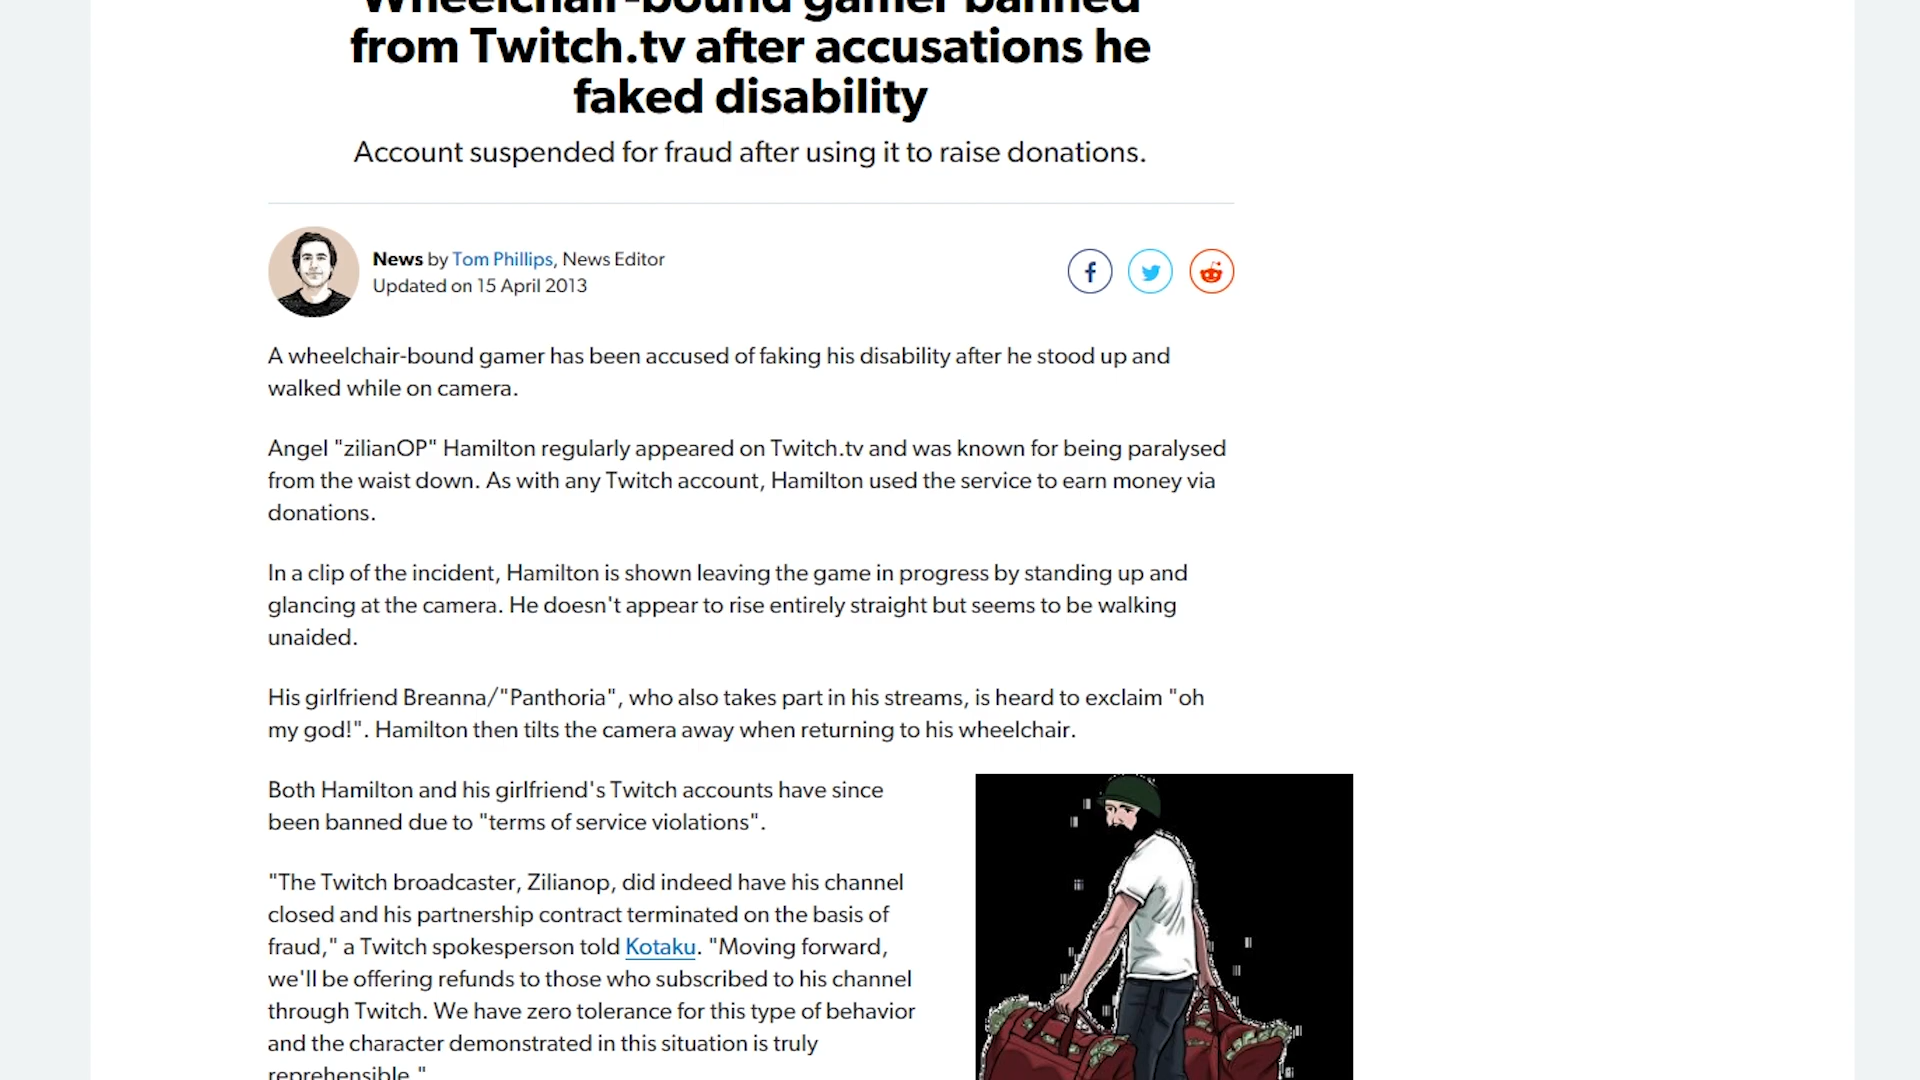 Wheelchair-bound gamer banned
from Twitch.tv after accusations he
faked disability
Account suspended for fraud after using it to raise donations.
News by Tom Phillips, News Editor
Updated on 15 April 2013
A wheelchair-bound gamer has been accused of faking his disability after he stood up and
walked while on camera.
Angel "zilianOP" Hamilton regularly appeared on Twitch.tv and was known for being paralysed
from the waist down. As with any Twitch account, Hamilton used the service to earn money via
donations.
In a clip of the incident, Hamilton is shown leaving the game in progress by standing up and
glancing at the camera. He doesn't appear to rise entirely straight but seems to be walking
unaided.
His girlfriend Breanna/"Panthoria", who also takes part in his streams, is heard to exclaim "oh
my god!". Hamilton then tilts the camera away when returning to his wheelchair.
Both Hamilton and his girlfriend's Twitch accounts have since
been banned due to "terms of service violations".
"The Twitch broadcaster, Zilianop, did indeed have his channel
closed and his partnership contract terminated on the basis of
fraud," a Twitch spokesperson told Kotaku. "Moving forward,
we'll be offering refunds to those who subscribed to his channel
through Twitch. We have zero tolerance for this type of behavior
and the character demonstrated in this situation is truly
reprehensible."